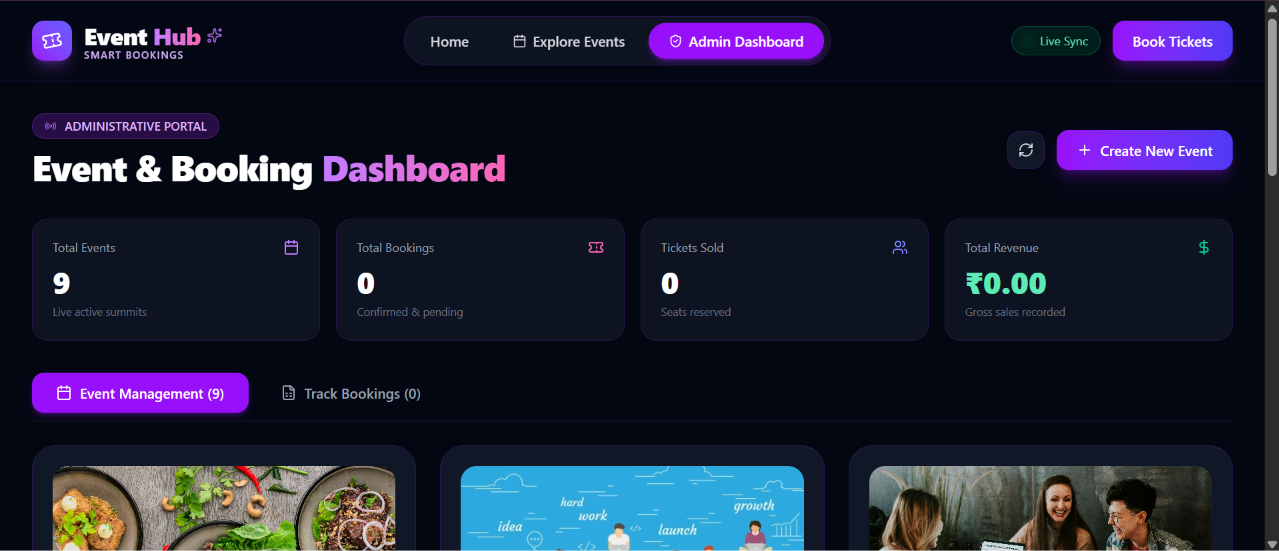 Event Hub
SMART BOOKINGS
Home
Explore Events
Admin Dashboard
Live Sync
Book Tickets
ADMINISTRATIVE PORTAL
Event & Booking Dashboard
Create New Event
Total Events
9
Live active summits
Total Bookings
0
Confirmed & pending
Tickets Sold
0
Seats reserved
Total Revenue
₹0.00
Gross sales recorded
Event Management (9)
Track Bookings (0)
hard
work
growth
idea
launch